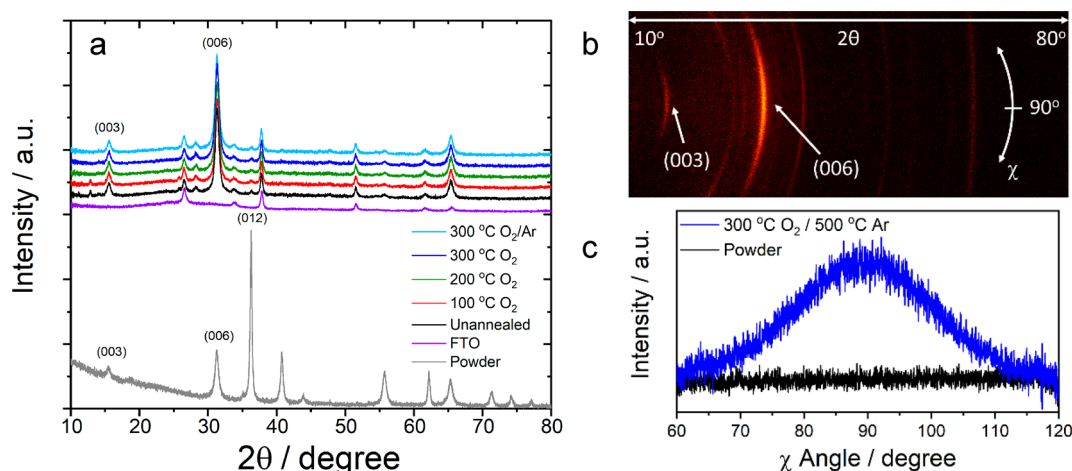 a
(006)
(003)
(012)
300 °C O₂/Ar
300 °C O₂
200 °C O₂
100 °C O₂
Unannealed
FTO
Powder
(003)
(006)
Intensity / a.u.
10 20 30 40 50 60 70 80
2θ / degree
b
10° 2θ 80°
90°
(003)
(006)
χ
c
300 °C O₂ / 500 °C Ar
Powder
Intensity / a.u.
60 70 80 90 100 110 120
χ Angle / degree